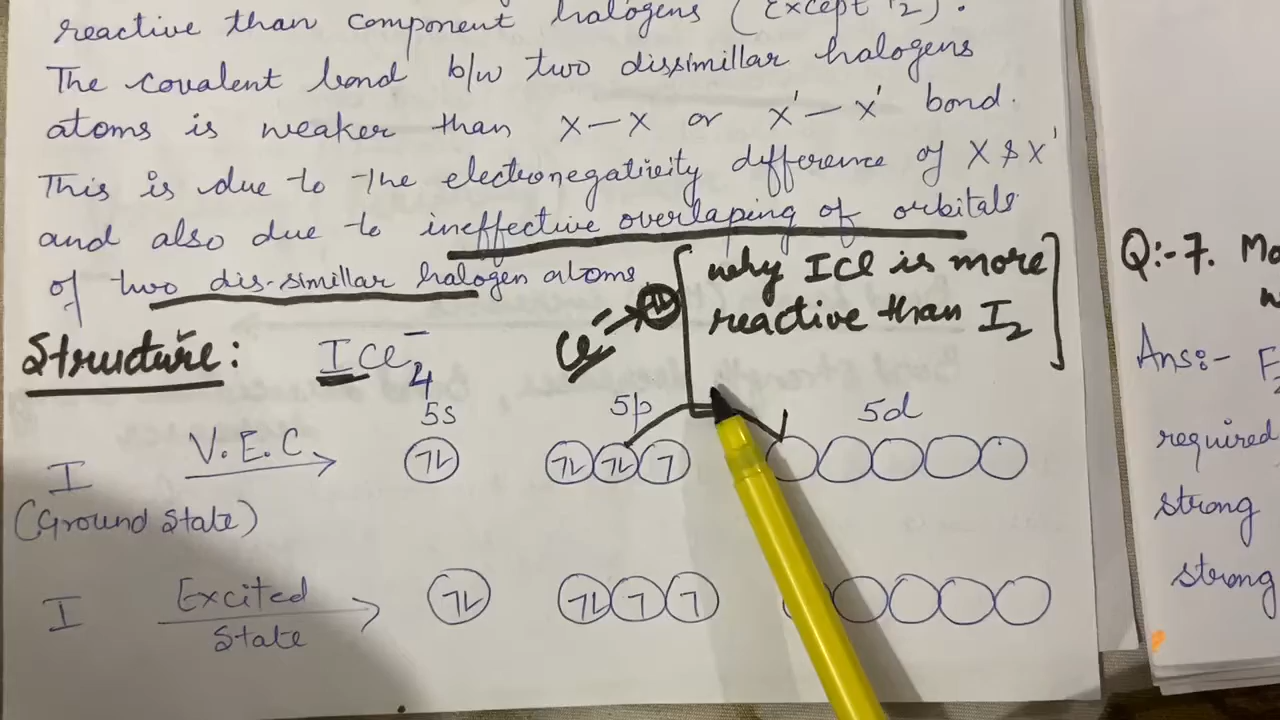 reactive than component halogens (Except I2).
The covalent bond b/w two dissimillar halogens
atoms is weaker than X—X or X'—X' bond.
This is due to the electronegativity difference of X & X'
and also due to ineffective overlaping of orbitals
of two dis-similar halogen atoms
[why ICl is more
reactive than I2]
Cl
Structure: ICl4-
5s 5p 5d
I V.E.C.
(Ground State)
I Excited
State
Q:-7.
Ans:-
required
strong
strong